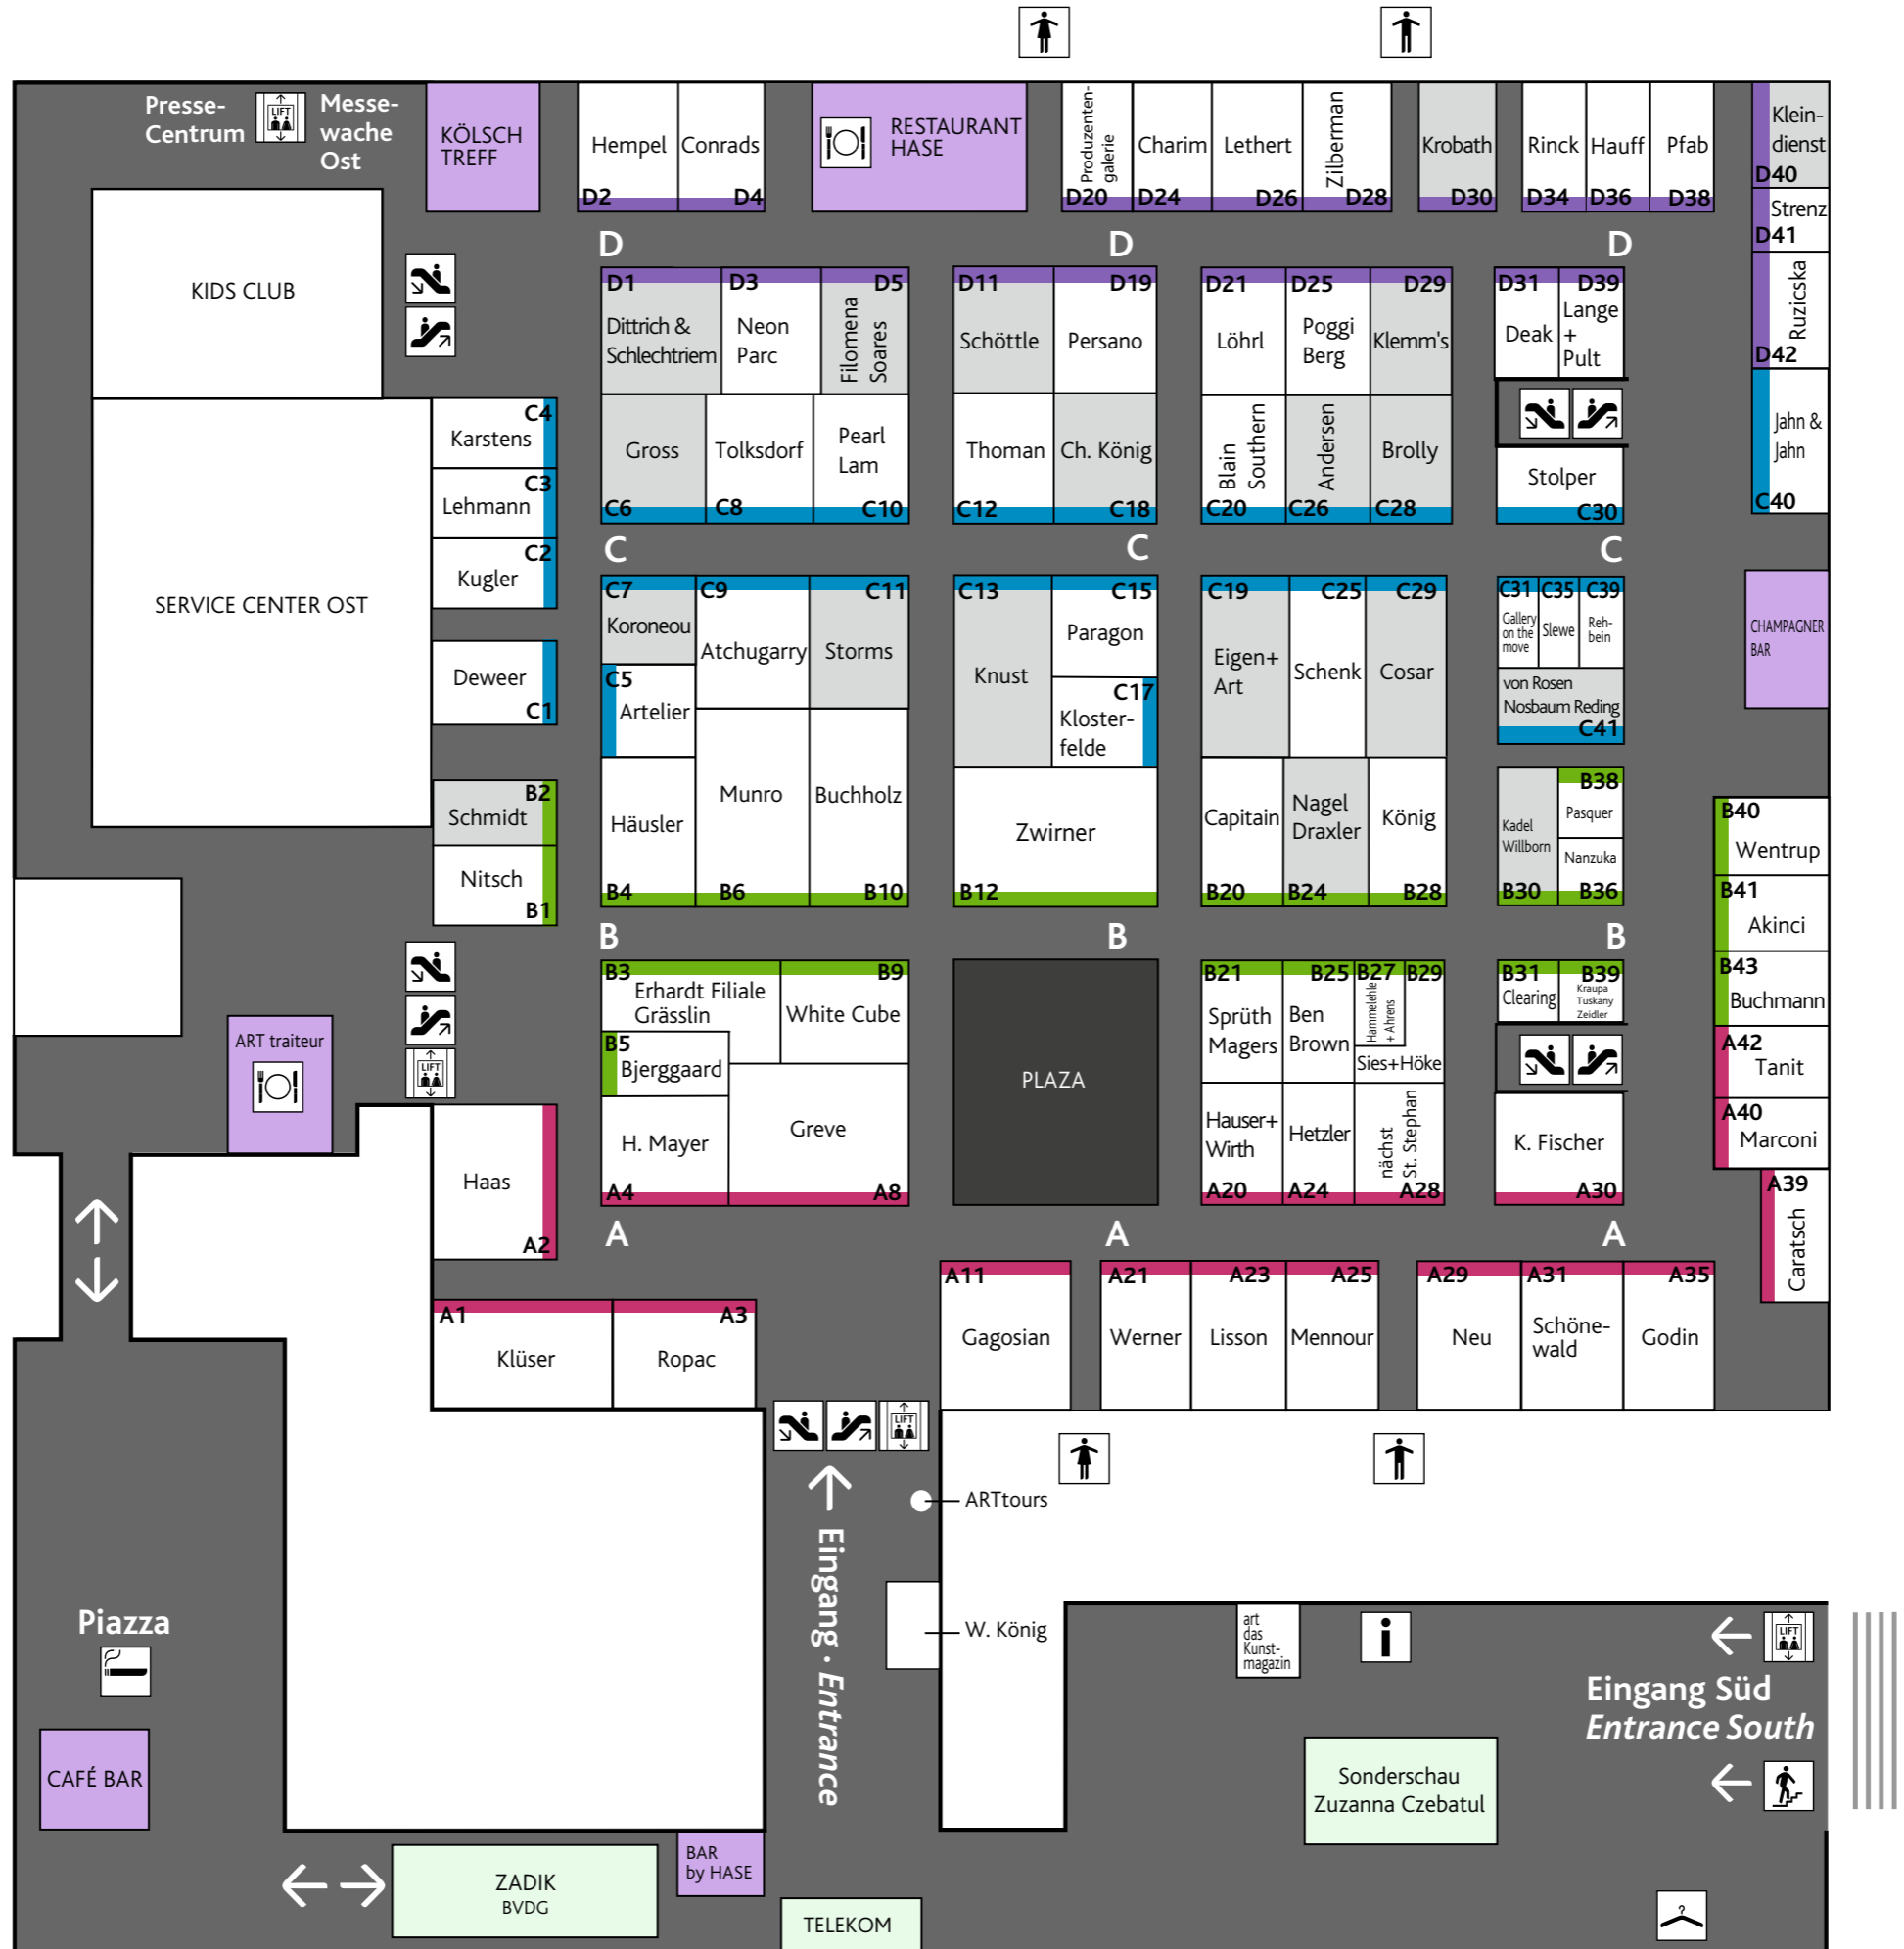 Presse-
Centrum
LIFT
Messe-
wache
Ost
KÖLSCH
TREFF
Hempel
D2
Conrads
D4
RESTAURANT
HASE
Produzenten-
galerie
D20
Charim
D24
Lethert
D26
Zilberman
D28
Krobath
D30
Rinck
D34
Hauff
D36
Pfab
D38
Klein-
dienst
D40
Strenz
D41
Ruzicska
D42
Jahn &
Jahn
C40
KIDS CLUB
SERVICE CENTER OST
D
D
D
D1
Dittrich &
Schlechtriem
D3
Neon
Parc
D5
Filomena
Soares
D11
Schöttle
D19
Persano
D21
Löhrl
D25
Poggi
Berg
D29
Klemm's
D31
Deak
D39
Lange
+
Pult
C4
Karstens
C3
Lehmann
C2
Kugler
Deweer
C1
Gross
C6
Tolksdorf
C8
Pearl
Lam
C10
Thoman
C12
Ch. König
C18
Blain
Southern
C20
Andersen
C26
Brolly
C28
Stolper
C30
C
C
C
C7
Koroneou
C9
Atchugarry
C11
Storms
C5
Artelier
C13
Knust
C15
Paragon
C17
Kloster-
felde
C19
Eigen+
Art
C25
Schenk
C29
Cosar
C31
Gallery
on the
move
C35
Slewe
C39
Reh-
bein
von Rosen
Nosbaum Reding
C41
CHAMPAGNER
BAR
B2
Schmidt
Nitsch
B1
Häusler
B4
Munro
B6
Buchholz
B10
Zwirner
B12
Capitain
B20
Nagel
Draxler
B24
König
B28
Kadel
Willborn
B30
B38
Pasquer
Nanzuka
B36
B40
Wentrup
B41
Akinci
B43
Buchmann
A42
Tanit
A40
Marconi
A39
Caratsch
B
B
B
B3
Erhardt Filiale
Grässlin
B9
White Cube
B5
Bjerggaard
H. Mayer
A4
Greve
A8
PLAZA
B21
Sprüth
Magers
B25
Ben
Brown
B27
Hammelehle
+ Ahrens
B29
Sies+Höke
Hauser+
Wirth
A20
Hetzler
A24
nächst
St. Stephan
A28
B31
Clearing
B39
Kraupa
Tuskany
Zeidler
K. Fischer
A30
LIFT
ART traiteur
Haas
A2
A
A
A
A1
Klüser
A3
Ropac
A11
Gagosian
A21
Werner
A23
Lisson
A25
Mennour
A29
Neu
A31
Schöne-
wald
A35
Godin
LIFT
Eingang · Entrance
ARTtours
W. König
art
das
Kunst-
magazin
LIFT
Eingang Süd
Entrance South
Sonderschau
Zuzanna Czebatul
Piazza
CAFÉ BAR
ZADIK
BVDG
BAR
by HASE
TELEKOM